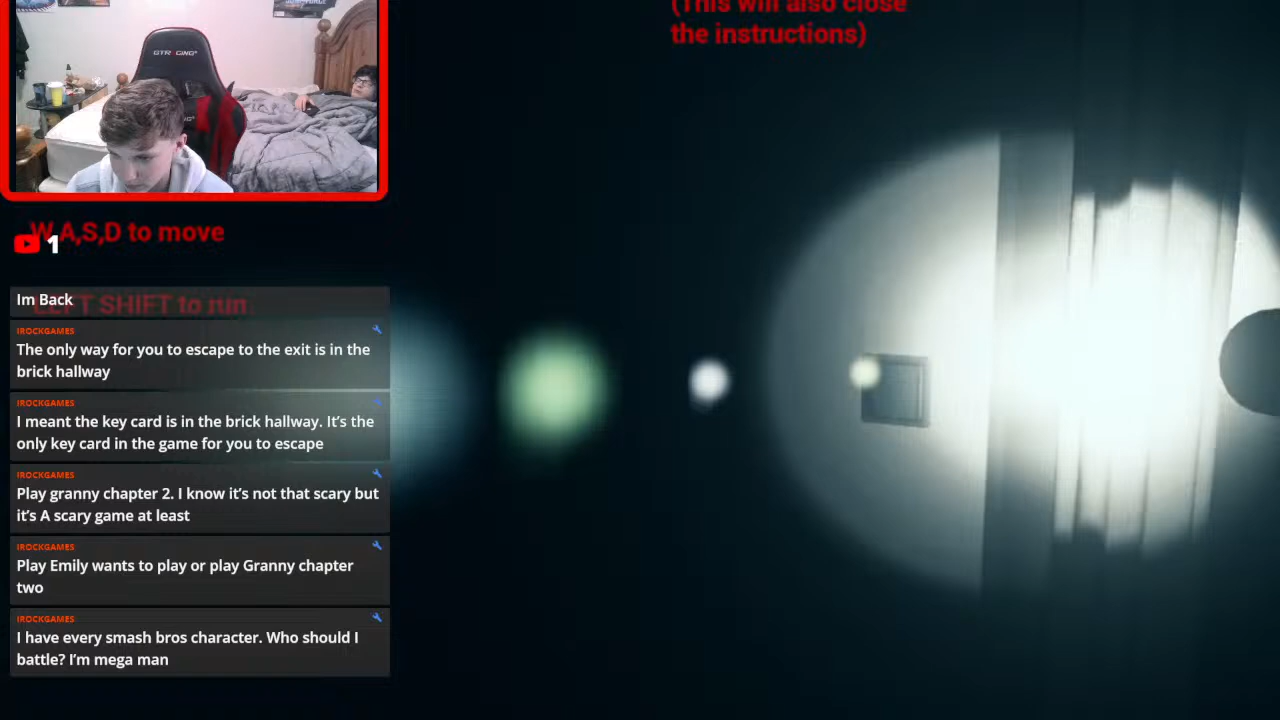 (This will also close
the instructions)
GTRACING
W,A,S,D to move
1
LEFT SHIFT to run.
Im Back
IROCKGAMES
The only way for you to escape to the exit is in the
brick hallway
IROCKGAMES
I meant the key card is in the brick hallway. It's the
only key card in the game for you to escape
IROCKGAMES
Play granny chapter 2. I know it's not that scary but
it's A scary game at least
IROCKGAMES
Play Emily wants to play or play Granny chapter
two
IROCKGAMES
I have every smash bros character. Who should I
battle? I'm mega man